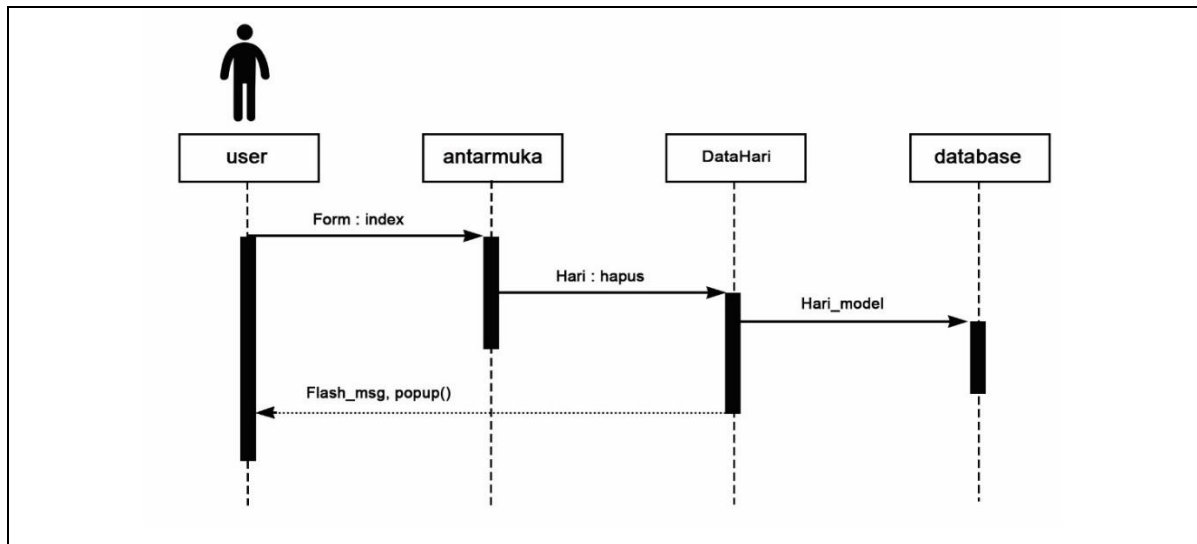 user
antarmuka
DataHari
database
Form : index
Hari : hapus
Hari_model
Flash_msg, popup()